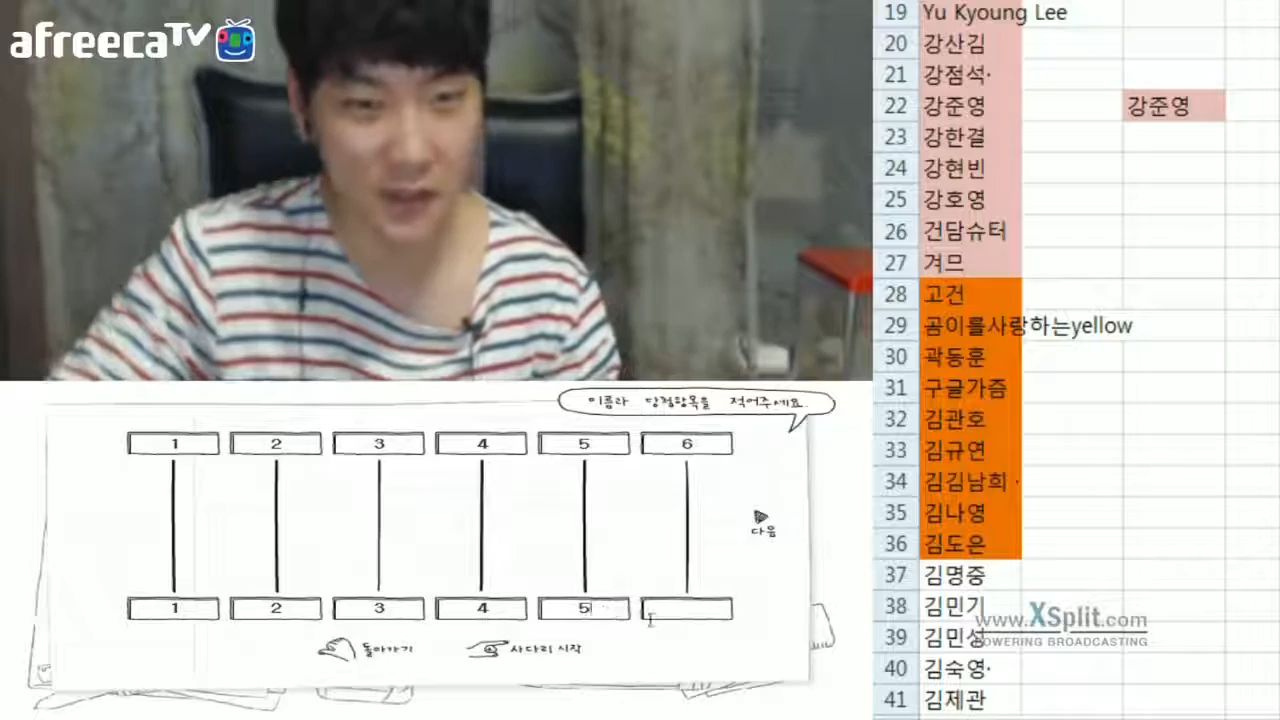 afreecaTV
19 Yu Kyoung Lee
20 강산김
21 강점석·
22 강준영 강준영
23 강한결
24 강현빈
25 강호영
26 건담슈터
27 겨므
28 고건
29 곰이를사랑하는yellow
30 곽동훈
31 구글가즘
32 김관호
33 김규연
34 김김남희 ·
35 김나영
36 김도은
37 김명중
38 김민기
39 김민성
40 김숙영·
41 김제관
www.XSplit.com
POWERING BROADCASTING
이름과 당첨항목을 적어주세요.
1 2 3 4 5 6
다음
1 2 3 4 5
돌아가기 사다리 시작